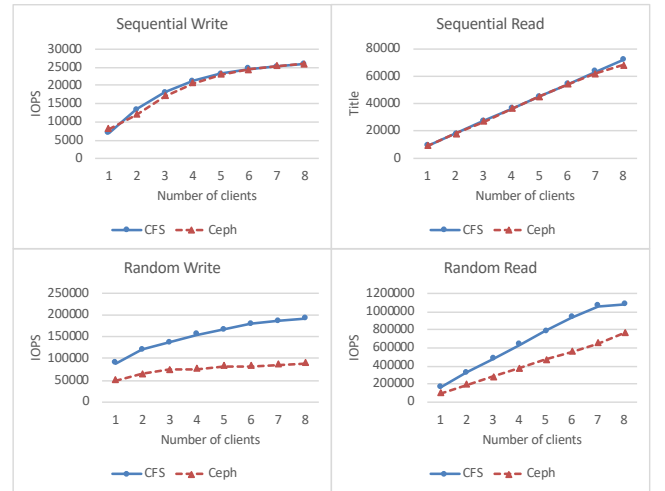 Sequential Write
30000
25000
20000
15000
10000
5000
0
IOPS
1 2 3 4 5 6 7 8
Number of clients
CFS Ceph
Sequential Read
80000
60000
40000
20000
0
Title
1 2 3 4 5 6 7 8
Number of clients
CFS Ceph
Random Write
250000
200000
150000
100000
50000
0
IOPS
1 2 3 4 5 6 7 8
Number of clients
CFS Ceph
Random Read
1200000
1000000
800000
600000
400000
200000
0
IOPS
1 2 3 4 5 6 7 8
Number of clients
CFS Ceph